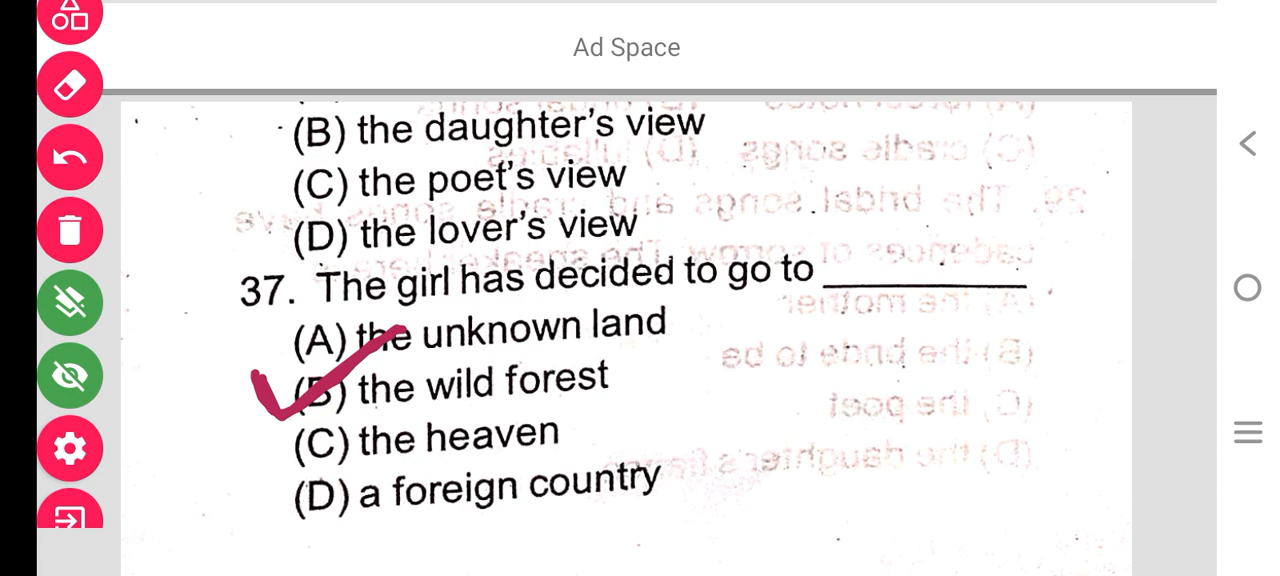 Ad Space
(B) the daughter's view
(C) the poet's view
(D) the lover's view
37. The girl has decided to go to ________
(A) the unknown land
(B) the wild forest
(C) the heaven
(D) a foreign country